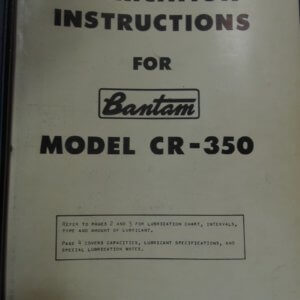 INSTRUCTIONS
FOR
Bantam
MODEL CR-350
REFER TO PAGES 2 AND 3 FOR LUBRICATION CHART, INTERVALS,
TYPE AND AMOUNT OF LUBRICANT.
PAGE 4 COVERS CAPACITIES, LUBRICANT SPECIFICATIONS, AND
SPECIAL LUBRICATION NOTES.